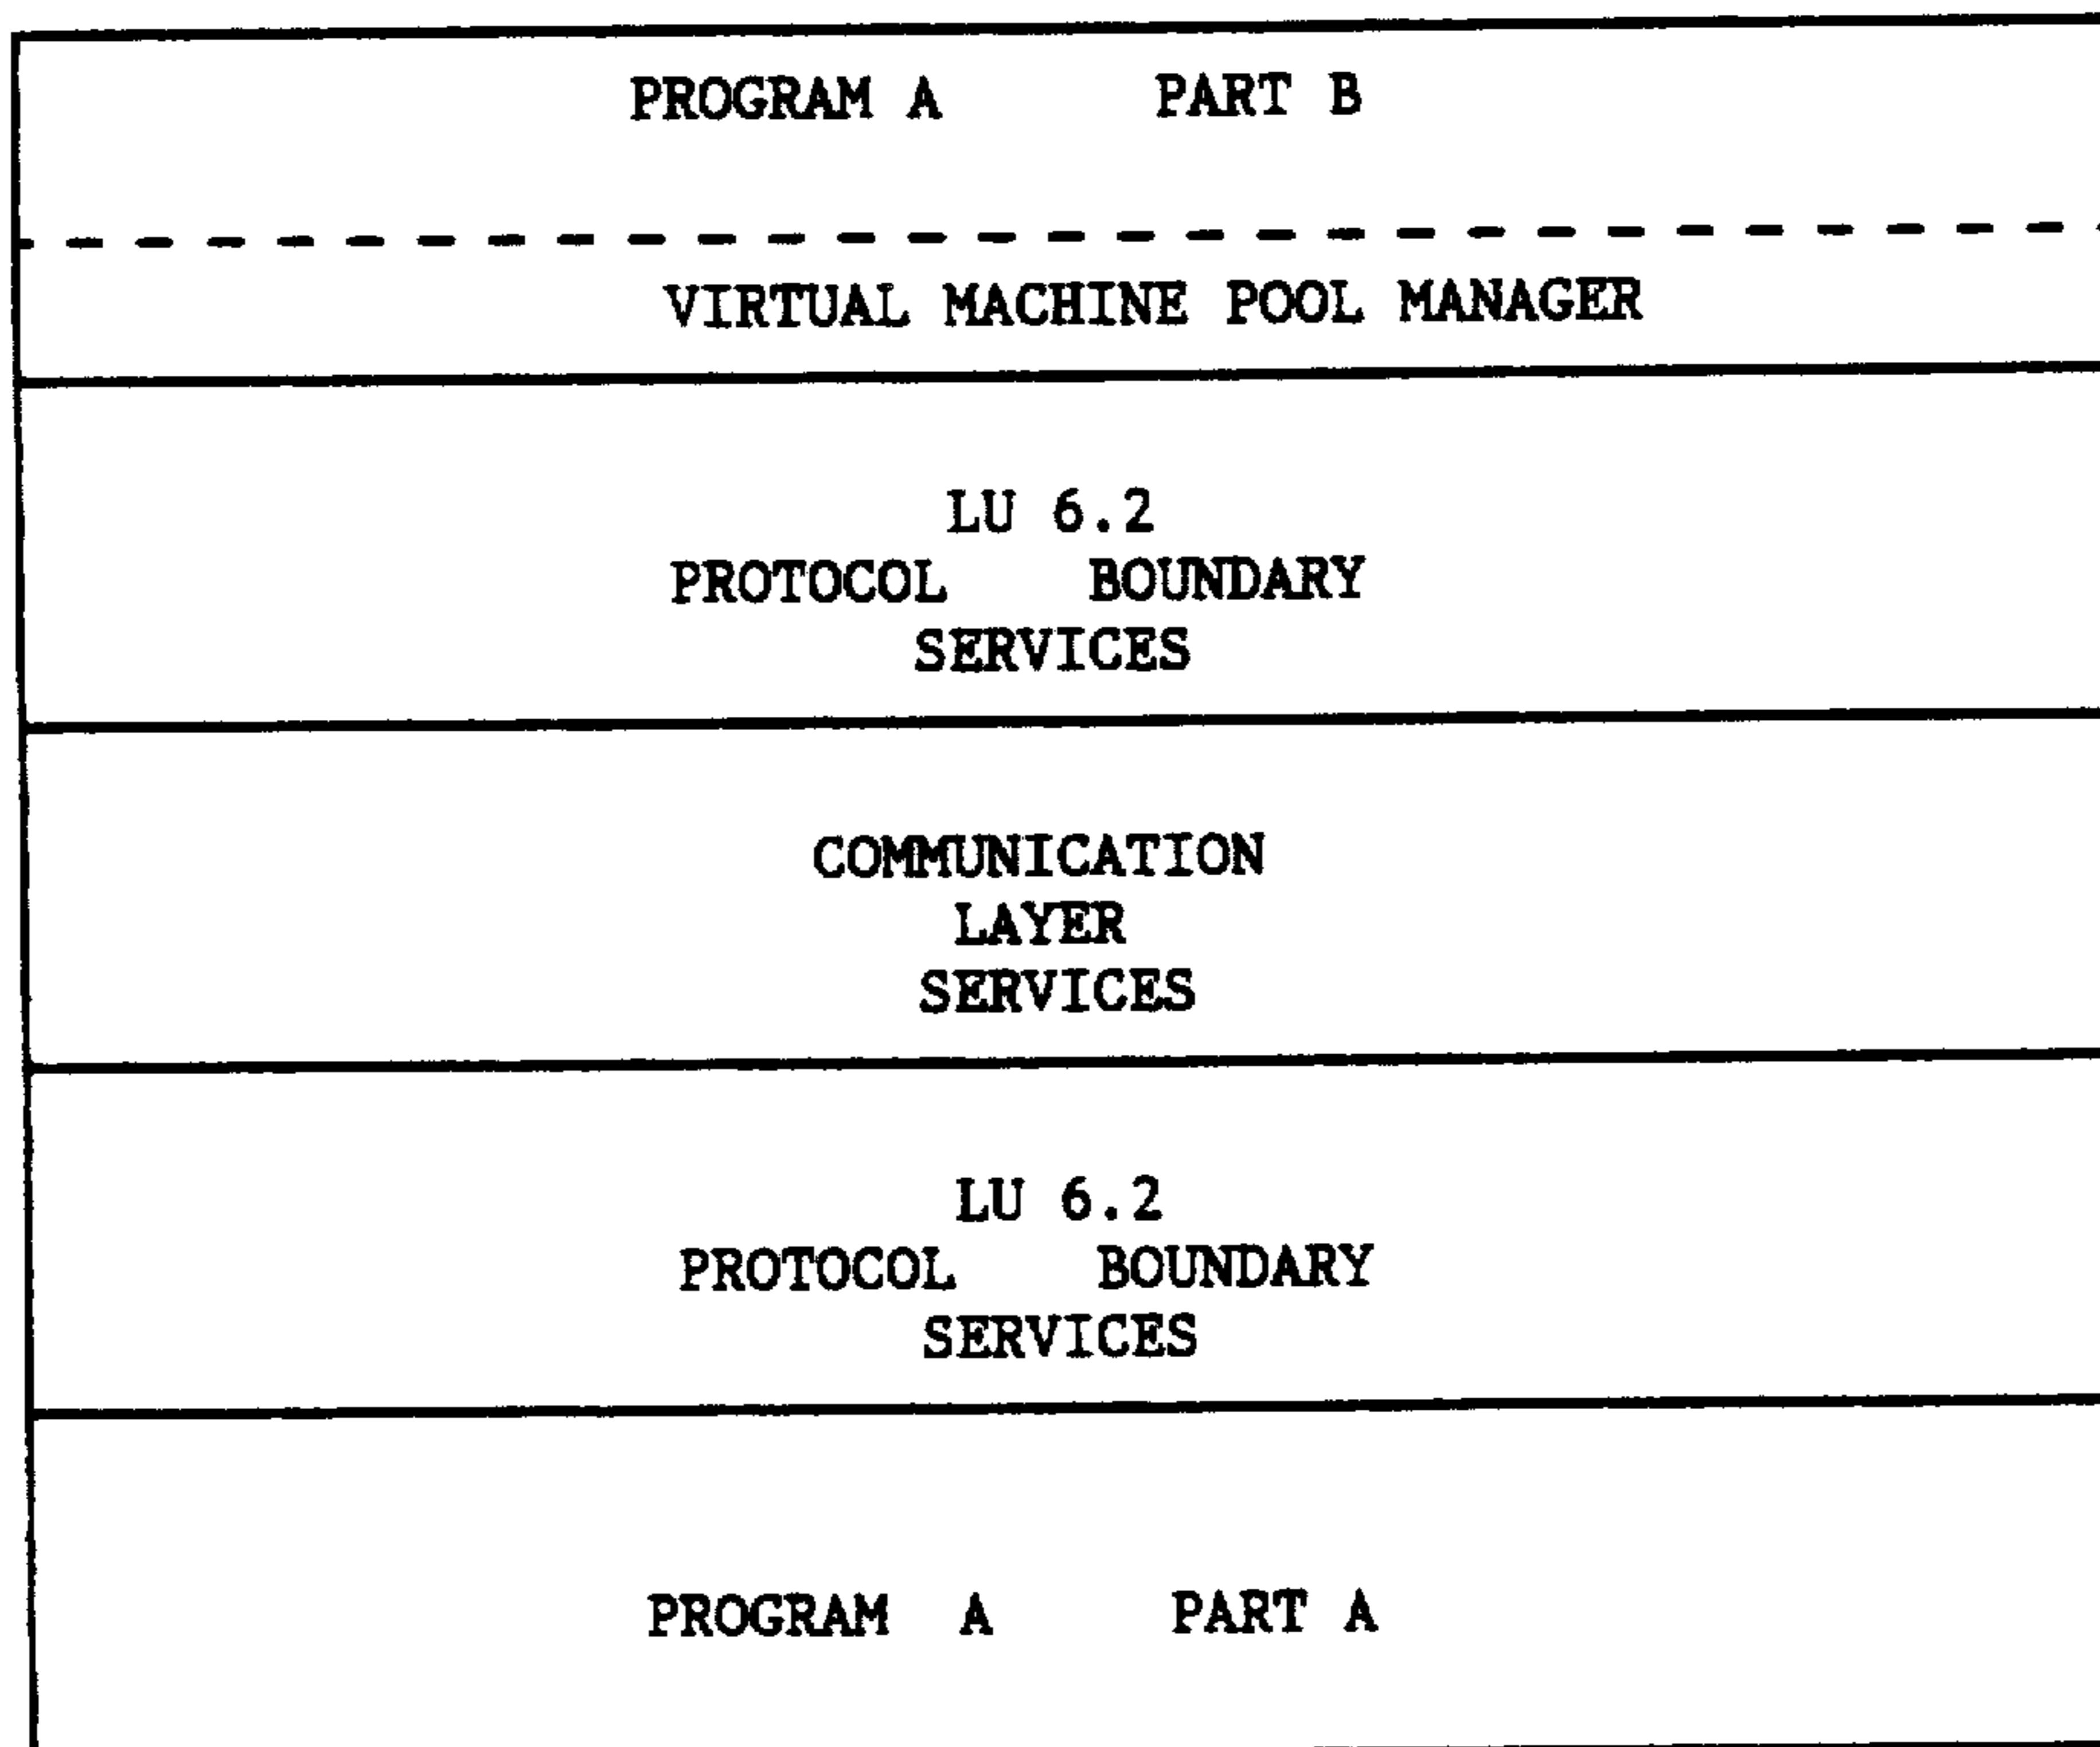 PROGRAM A PART B
VIRTUAL MACHINE POOL MANAGER
LU 6.2
PROTOCOL BOUNDARY
SERVICES
COMMUNICATION
LAYER
SERVICES
LU 6.2
PROTOCOL BOUNDARY
SERVICES
PROGRAM A PART A